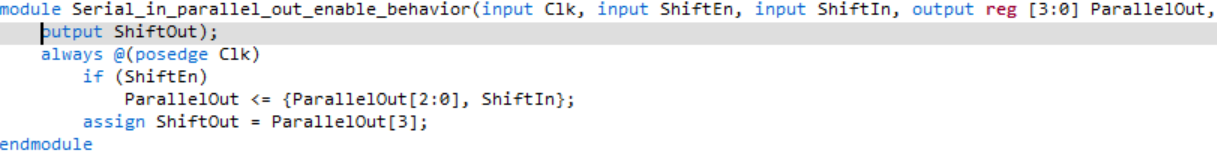 module Serial_in_parallel_out_enable_behavior(input Clk, input ShiftEn, input ShiftIn, output reg [3:0] ParallelOut,
output ShiftOut);
always @(posedge Clk)
if (ShiftEn)
ParallelOut <= {ParallelOut[2:0], ShiftIn};
assign ShiftOut = ParallelOut[3];
endmodule